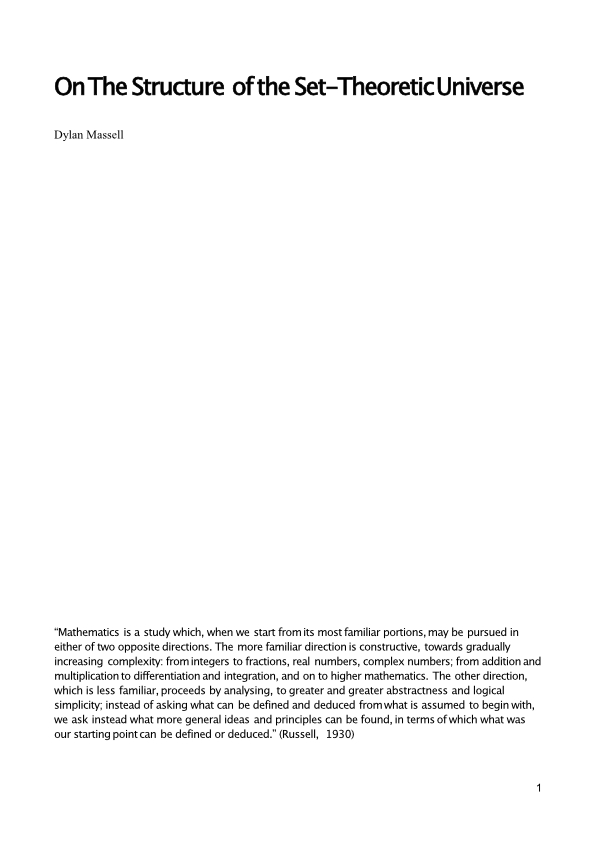 On The Structure of the Set-Theoretic Universe
Dylan Massell
“Mathematics is a study which, when we start from its most familiar portions, may be pursued in
either of two opposite directions. The more familiar direction is constructive, towards gradually
increasing complexity: from integers to fractions, real numbers, complex numbers; from addition and
multiplication to differentiation and integration, and on to higher mathematics. The other direction,
which is less familiar, proceeds by analysing, to greater and greater abstractness and logical
simplicity; instead of asking what can be defined and deduced from what is assumed to begin with,
we ask instead what more general ideas and principles can be found, in terms of which what was
our starting point can be defined or deduced.” (Russell, 1930)
1